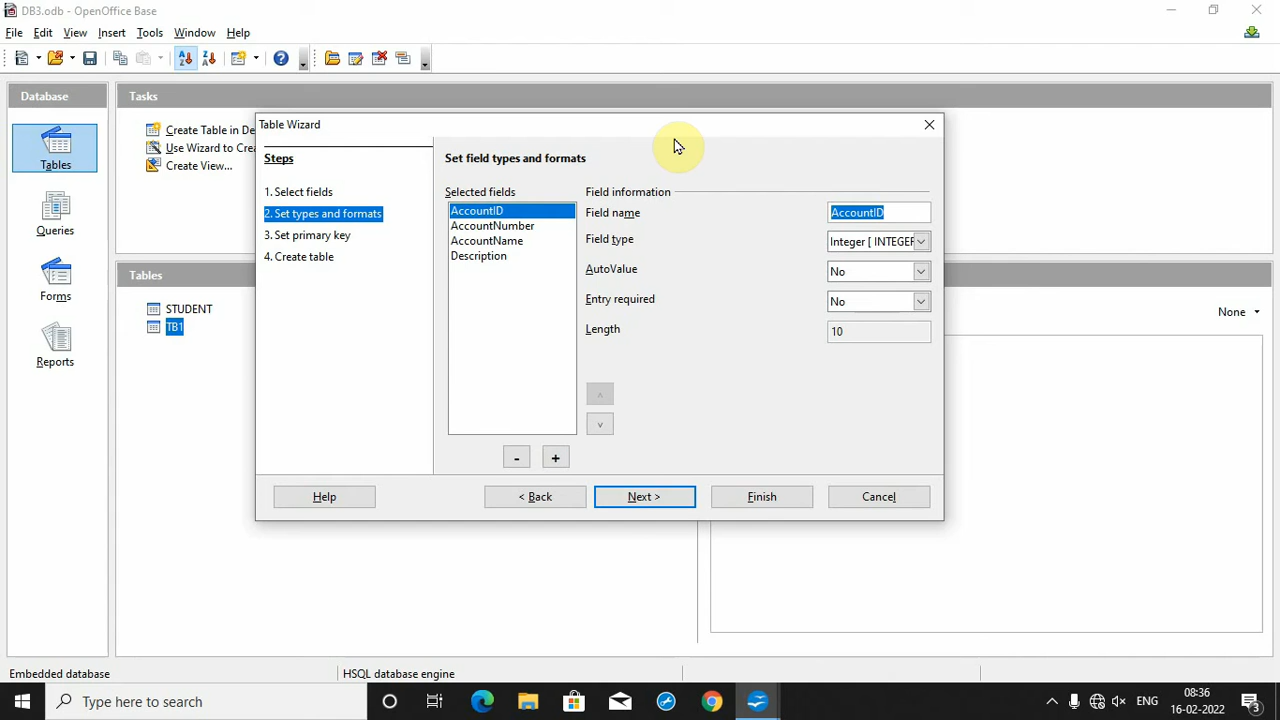 DB3.odb - OpenOffice Base
File Edit View Insert Tools Window Help
Database
Tables
Queries
Forms
Reports
Tasks
Create Table in De
Use Wizard to Cre
Create View...
Tables
STUDENT
TB1
None
Table Wizard
Steps
1. Select fields
2. Set types and formats
3. Set primary key
4. Create table
Set field types and formats
Selected fields
AccountID
AccountNumber
AccountName
Description
- +
Field information
Field name AccountID
Field type Integer [ INTEGER
AutoValue No
Entry required No
Length 10
Help < Back Next > Finish Cancel
Embedded database HSQL database engine
Type here to search
ENG
08:36
16-02-2022
3